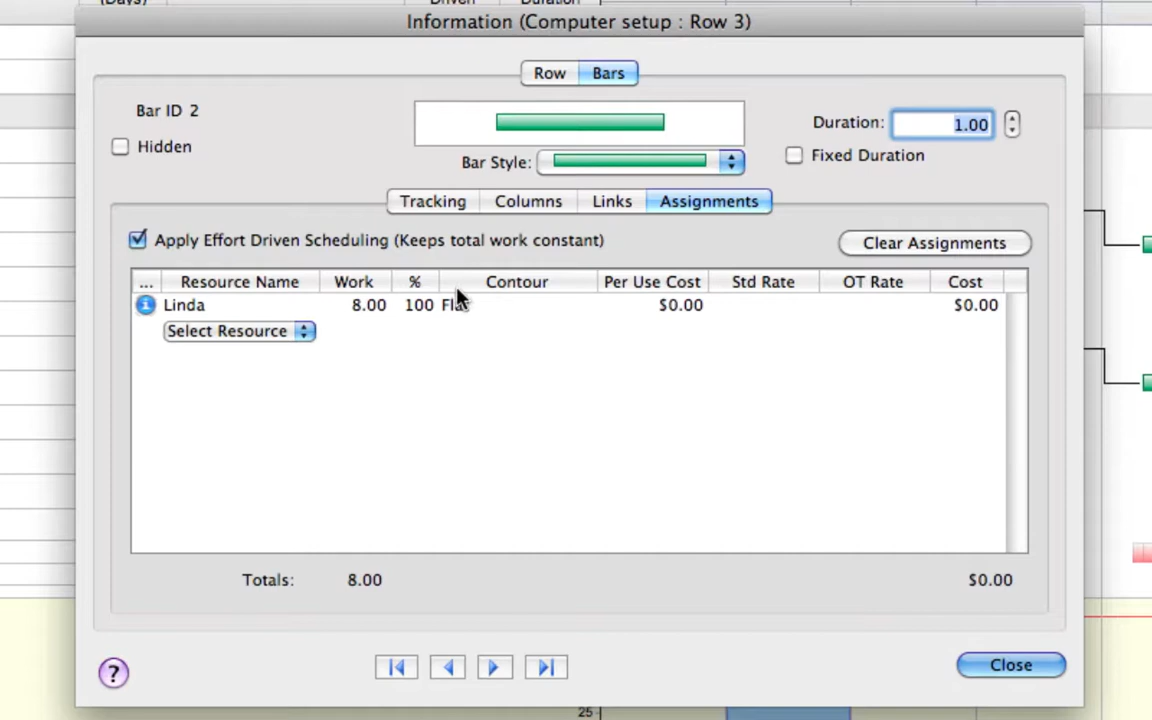 (Days)
Driven
Duration
Information (Computer setup : Row 3)
Row Bars
Bar ID 2
Hidden
Bar Style:
Duration: 1.00
Fixed Duration
Tracking Columns Links Assignments
Apply Effort Driven Scheduling (Keeps total work constant)
Clear Assignments
... Resource Name Work % Contour Per Use Cost Std Rate OT Rate Cost
Linda 8.00 100 $0.00 $0.00
Select Resource
Totals: 8.00 $0.00
?
Close
25